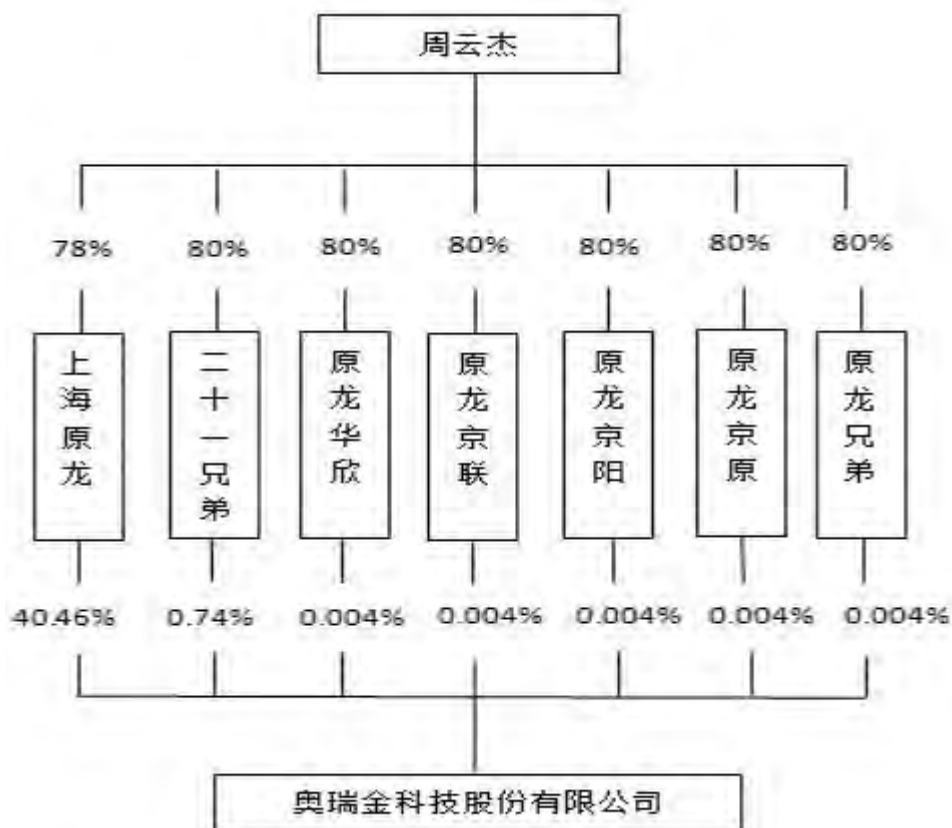 周云杰
78% 80% 80% 80% 80% 80% 80%
上海原龙
二十一兄弟
原龙华欣
原龙京联
原龙京阳
原龙京原
原龙兄弟
40.46% 0.74% 0.004% 0.004% 0.004% 0.004% 0.004%
奥瑞金科技股份有限公司